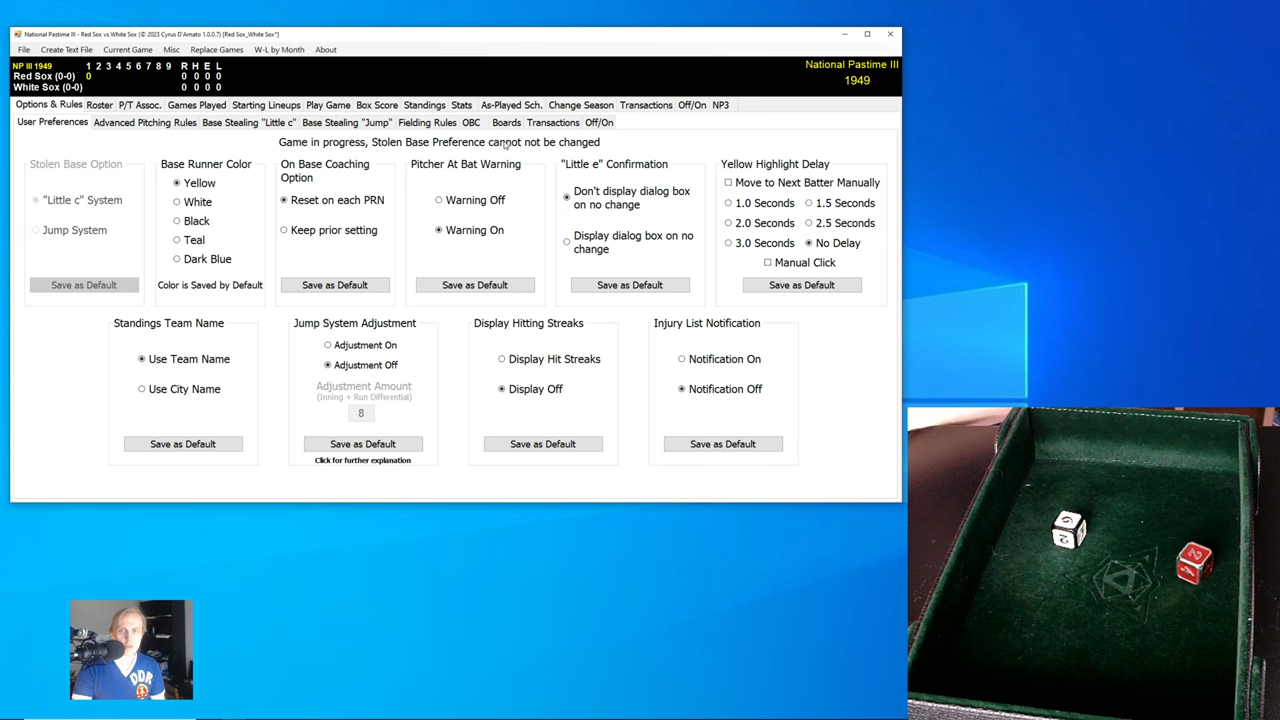 National Pastime III - Red Sox vs White Sox (© 2023 Cyrus D'Amato 1.0.0.7) [Red Sox_White Sox*]
File Create Text File Current Game Misc Replace Games W-L by Month About
NP III 1949 1 2 3 4 5 6 7 8 9 R H E L
Red Sox (0-0) 0 0 0 0 0
White Sox (0-0) 0 0 0 0
National Pastime III
1949
Options & Rules Roster P/T Assoc. Games Played Starting Lineups Play Game Box Score Standings Stats As-Played Sch. Change Season Transactions Off/On NP3
User Preferences Advanced Pitching Rules Base Stealing "Little c" Base Stealing "Jump" Fielding Rules OBC Boards Transactions Off/On
Game in progress, Stolen Base Preference cannot not be changed
Stolen Base Option
"Little c" System
Jump System
Save as Default
Base Runner Color
Yellow
White
Black
Teal
Dark Blue
Color is Saved by Default
On Base Coaching
Option
Reset on each PRN
Keep prior setting
Save as Default
Pitcher At Bat Warning
Warning Off
Warning On
Save as Default
"Little e" Confirmation
Don't display dialog box
on no change
Display dialog box on no
change
Save as Default
Yellow Highlight Delay
Move to Next Batter Manually
1.0 Seconds 1.5 Seconds
2.0 Seconds 2.5 Seconds
3.0 Seconds No Delay
Manual Click
Save as Default
Standings Team Name
Use Team Name
Use City Name
Save as Default
Jump System Adjustment
Adjustment On
Adjustment Off
Adjustment Amount
(Inning + Run Differential)
8
Save as Default
Click for further explanation
Display Hitting Streaks
Display Hit Streaks
Display Off
Save as Default
Injury List Notification
Notification On
Notification Off
Save as Default
DDR
6
2
2